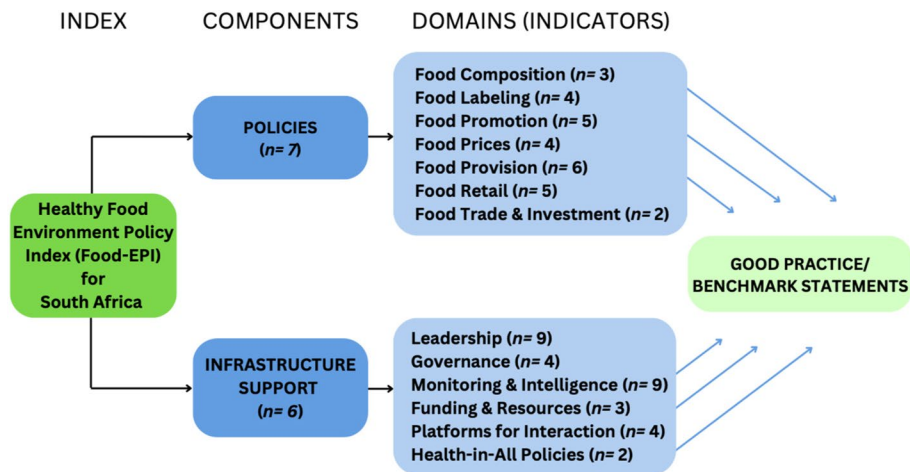 INDEX
COMPONENTS
DOMAINS (INDICATORS)
Healthy Food
Environment Policy
Index (Food-EPI)
for
South Africa
POLICIES
(n= 7)
Food Composition (n= 3)
Food Labeling (n= 4)
Food Promotion (n= 5)
Food Prices (n= 4)
Food Provision (n= 6)
Food Retail (n= 5)
Food Trade & Investment (n= 2)
INFRASTRUCTURE
SUPPORT
(n= 6)
Leadership (n= 9)
Governance (n= 4)
Monitoring & Intelligence (n= 9)
Funding & Resources (n= 3)
Platforms for Interaction (n= 4)
Health-in-All Policies (n= 2)
GOOD PRACTICE/
BENCHMARK STATEMENTS